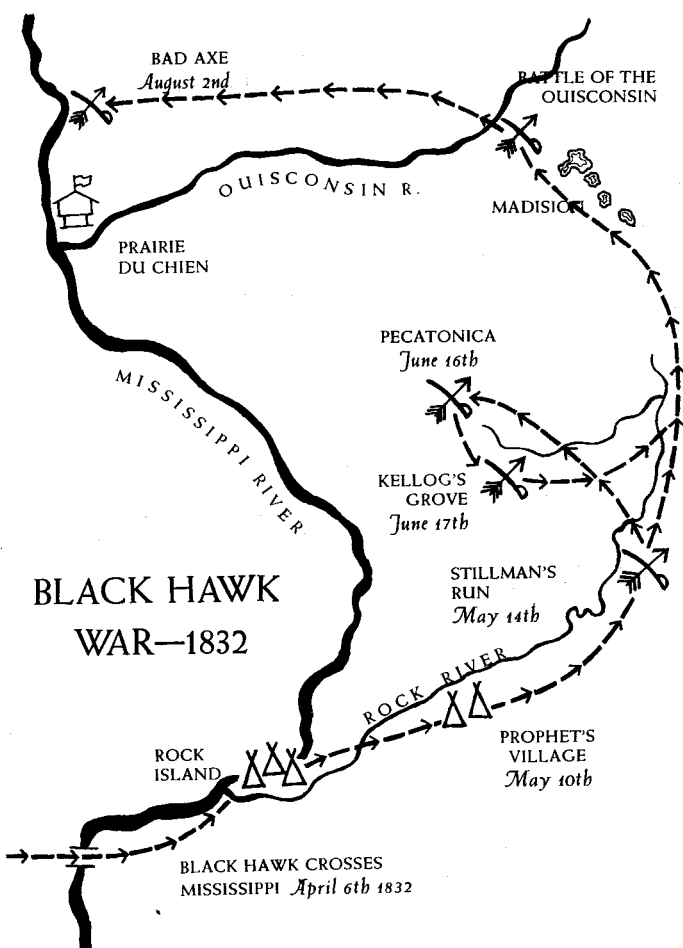 BAD AXE
August 2nd
BATTLE OF THE
OUISCONSIN
OUISCONSIN R.
MADISION
PRAIRIE
DU CHIEN
PECATONICA
June 16th
MISSISSIPPI RIVER
KELLOG'S
GROVE
June 17th
STILLMAN'S
RUN
May 14th
BLACK HAWK
WAR—1832
ROCK RIVER
PROPHET'S
VILLAGE
May 10th
ROCK
ISLAND
BLACK HAWK CROSSES
MISSISSIPPI April 6th 1832